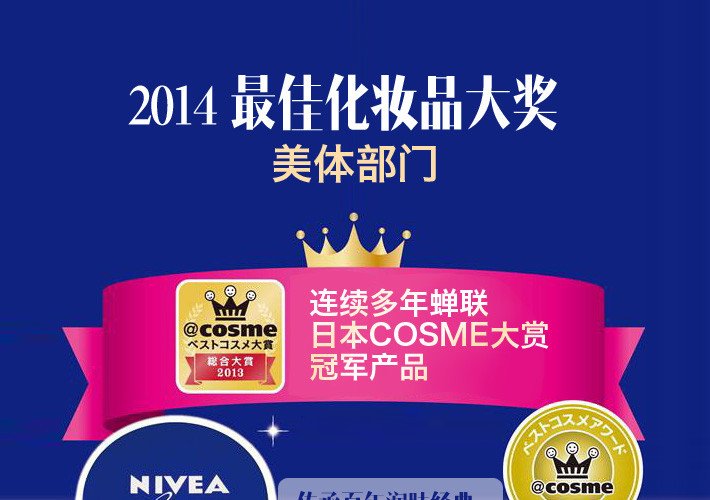 2014 最佳化妆品大奖
美体部门
@cosme
ベストコスメ大賞
総合大賞
2013
连续多年蝉联
日本COSME大赏
冠军产品
ベストコスメアワード
@cosme
NIVEA